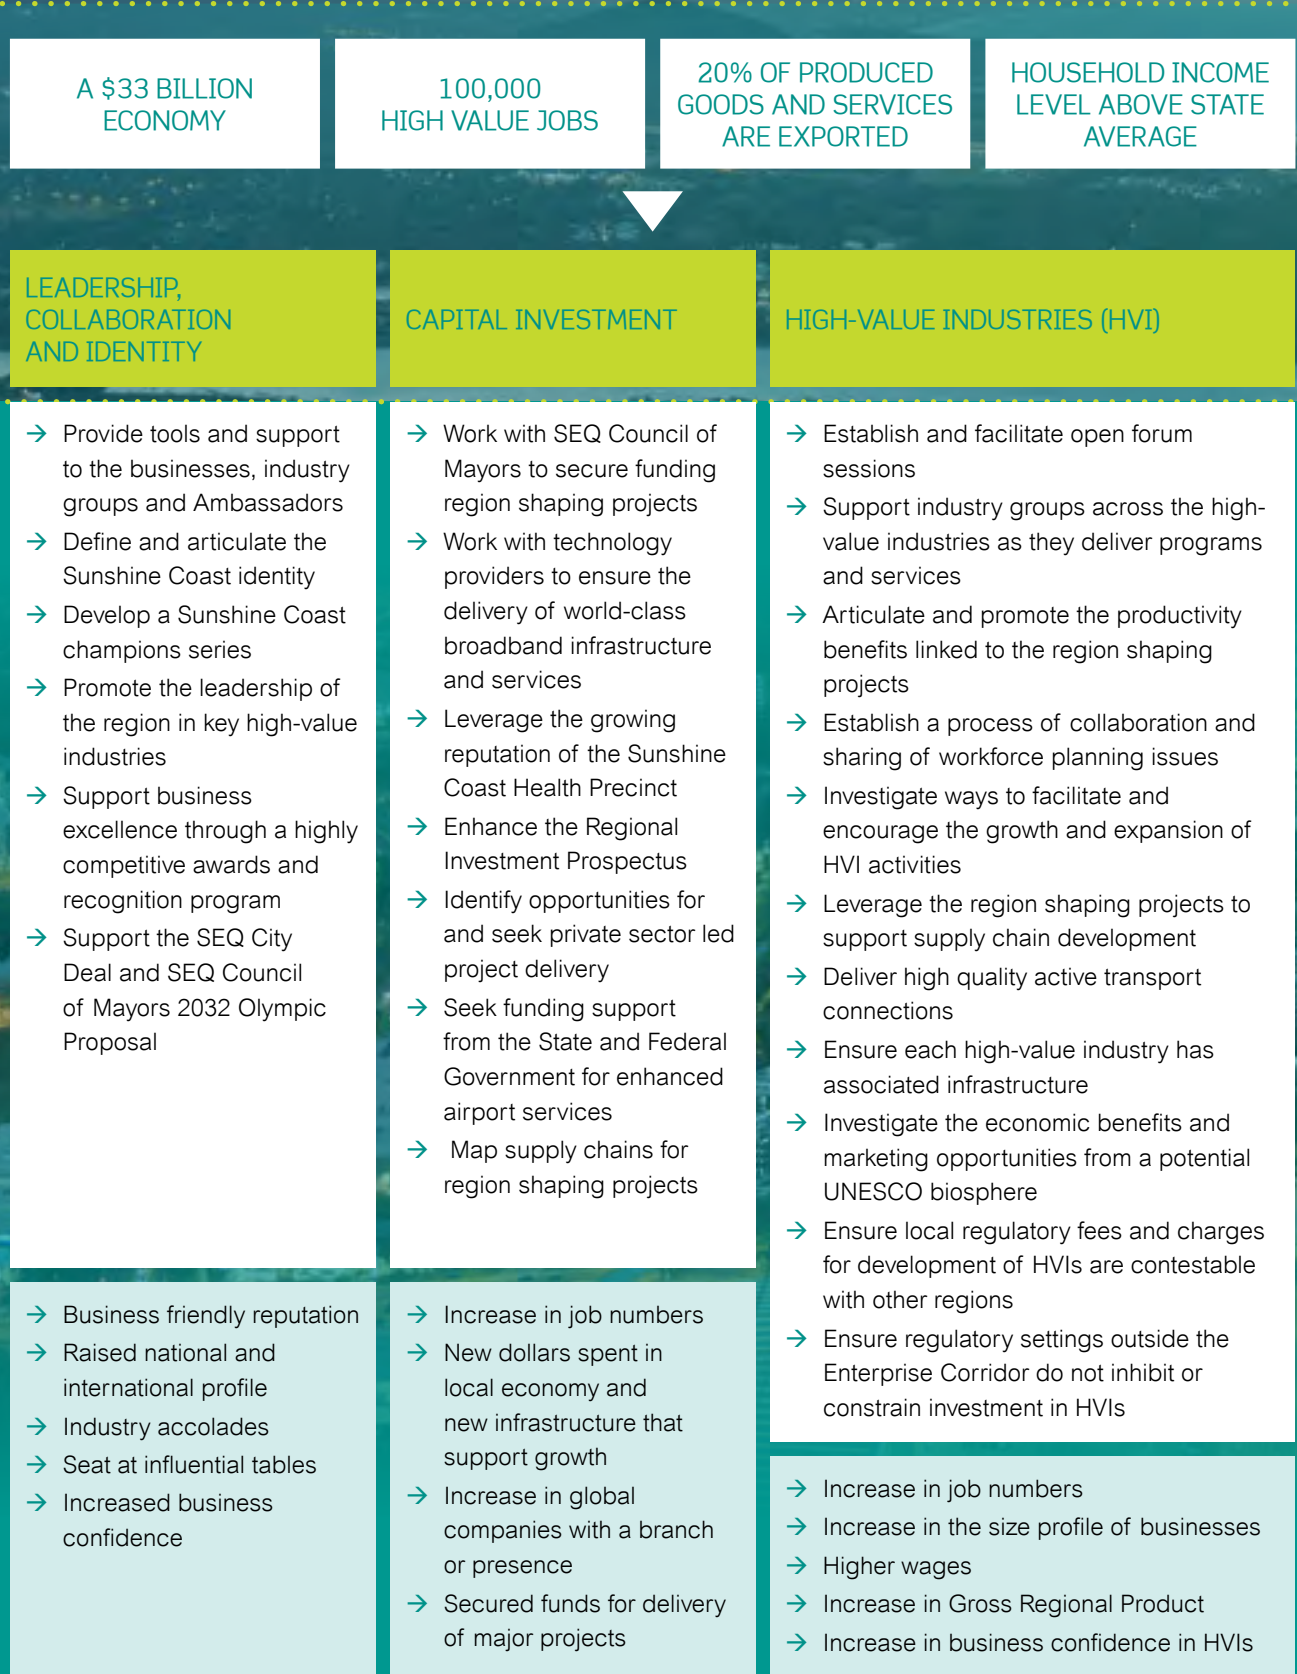 A $33 BILLION
ECONOMY
100,000
HIGH VALUE JOBS
20% OF PRODUCED
GOODS AND SERVICES
ARE EXPORTED
HOUSEHOLD INCOME
LEVEL ABOVE STATE
AVERAGE
LEADERSHIP,
COLLABORATION
AND IDENTITY
→ Provide tools and support
to the businesses, industry
groups and Ambassadors
→ Define and articulate the
Sunshine Coast identity
→ Develop a Sunshine Coast
champions series
→ Promote the leadership of
the region in key high-value
industries
→ Support business
excellence through a highly
competitive awards and
recognition program
→ Support the SEQ City
Deal and SEQ Council
of Mayors 2032 Olympic
Proposal
→ Business friendly reputation
→ Raised national and
international profile
→ Industry accolades
→ Seat at influential tables
→ Increased business
confidence
CAPITAL INVESTMENT
→ Work with SEQ Council of
Mayors to secure funding
region shaping projects
→ Work with technology
providers to ensure the
delivery of world-class
broadband infrastructure
and services
→ Leverage the growing
reputation of the Sunshine
Coast Health Precinct
→ Enhance the Regional
Investment Prospectus
→ Identify opportunities for
and seek private sector led
project delivery
→ Seek funding support
from the State and Federal
Government for enhanced
airport services
→ Map supply chains for
region shaping projects
→ Increase in job numbers
→ New dollars spent in
local economy and
new infrastructure that
support growth
→ Increase in global
companies with a branch
or presence
→ Secured funds for delivery
of major projects
HIGH-VALUE INDUSTRIES (HVI)
→ Establish and facilitate open forum
sessions
→ Support industry groups across the high-
value industries as they deliver programs
and services
→ Articulate and promote the productivity
benefits linked to the region shaping
projects
→ Establish a process of collaboration and
sharing of workforce planning issues
→ Investigate ways to facilitate and
encourage the growth and expansion of
HVI activities
→ Leverage the region shaping projects to
support supply chain development
→ Deliver high quality active transport
connections
→ Ensure each high-value industry has
associated infrastructure
→ Investigate the economic benefits and
marketing opportunities from a potential
UNESCO biosphere
→ Ensure local regulatory fees and charges
for development of HVIs are contestable
with other regions
→ Ensure regulatory settings outside the
Enterprise Corridor do not inhibit or
constrain investment in HVIs
→ Increase in job numbers
→ Increase in the size profile of businesses
→ Higher wages
→ Increase in Gross Regional Product
→ Increase in business confidence in HVIs